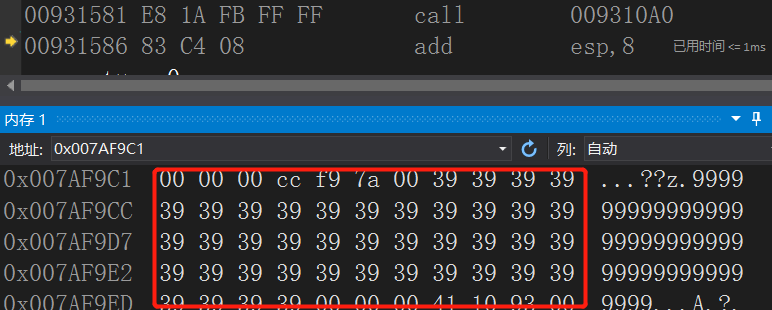 00931581 E8 1A FB FF FF call 009310A0
00931586 83 C4 08 add esp,8 已用时间 <= 1ms
内存 1
地址: 0x007AF9C1 列: 自动
0x007AF9C1 00 00 00 cc f9 7a 00 39 39 39 39 ...??z.9999
0x007AF9CC 39 39 39 39 39 39 39 39 39 39 39 99999999999
0x007AF9D7 39 39 39 39 39 39 39 39 39 39 39 99999999999
0x007AF9E2 39 39 39 39 39 39 39 39 39 39 39 99999999999
0x007AF9ED 39 39 39 39 00 00 00 41 10 93 00 9999...A.?.